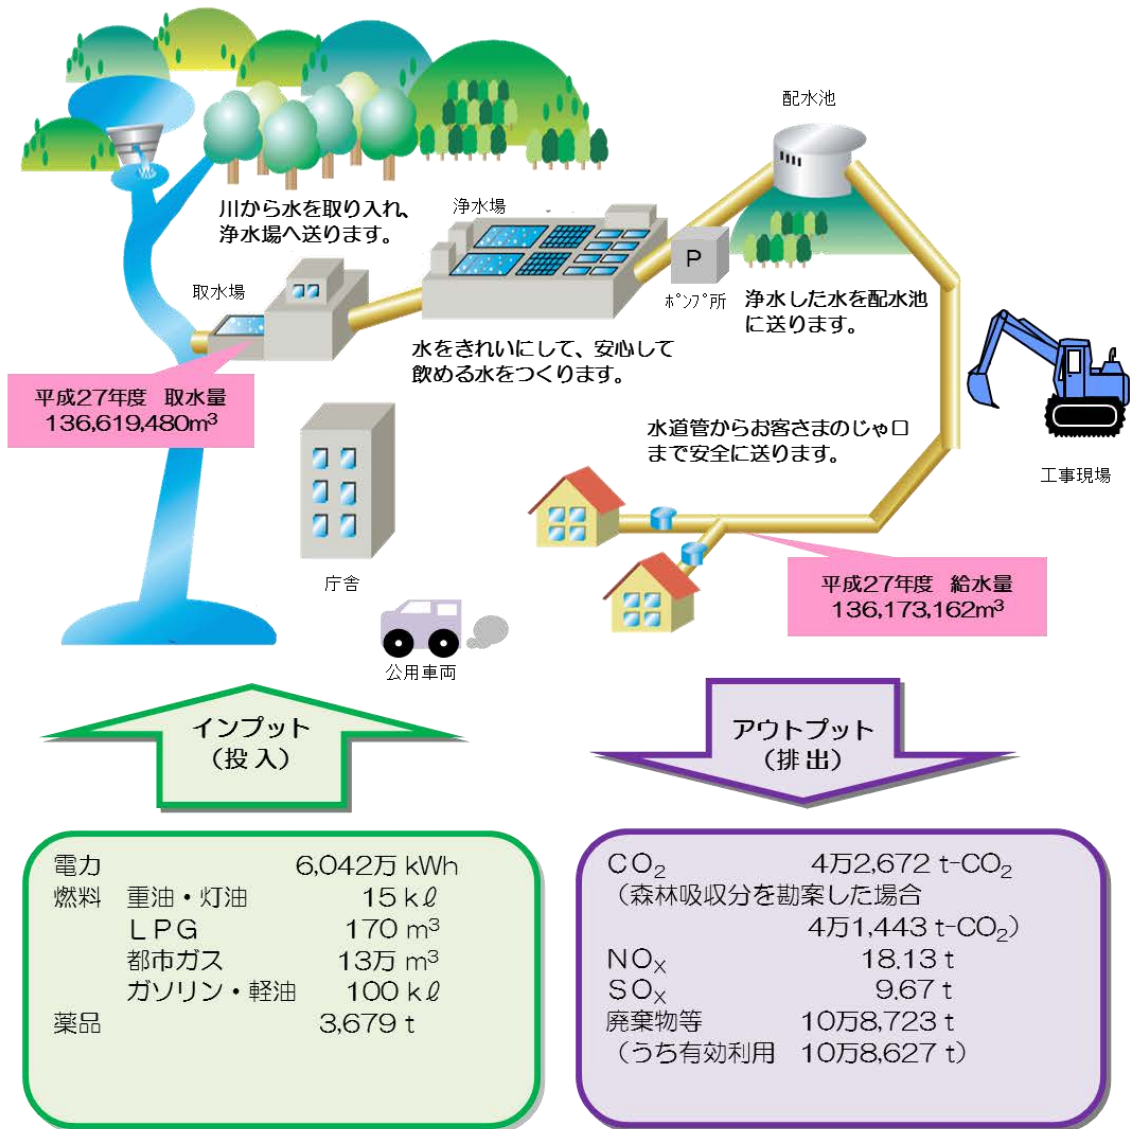 配水池
川から水を取り入れ、
浄水場へ送ります。
浄水場
取水場
P
ポンプ所
浄水した水を配水池
に送ります。
水をきれいにして、安心して
飲める水をつくります。
平成27年度 取水量
136,619,480m³
水道管からお客さまのじゃ口
まで安全に送ります。
工事現場
庁舎
平成27年度 給水量
136,173,162m³
公用車両
インプット
（投 入）
アウトプット
（排 出）
電力 6,042万 kWh
燃料 重油・灯油 15 kℓ
ＬＰＧ 170 m³
都市ガス 13万 m³
ガソリン・軽油 100 kℓ
薬品 3,679 t
CO₂ 4万2,672 t-CO₂
（森林吸収分を勘案した場合
4万1,443 t-CO₂）
NOX 18.13 t
SOX 9.67 t
廃棄物等 10万8,723 t
（うち有効利用 10万8,627 t）